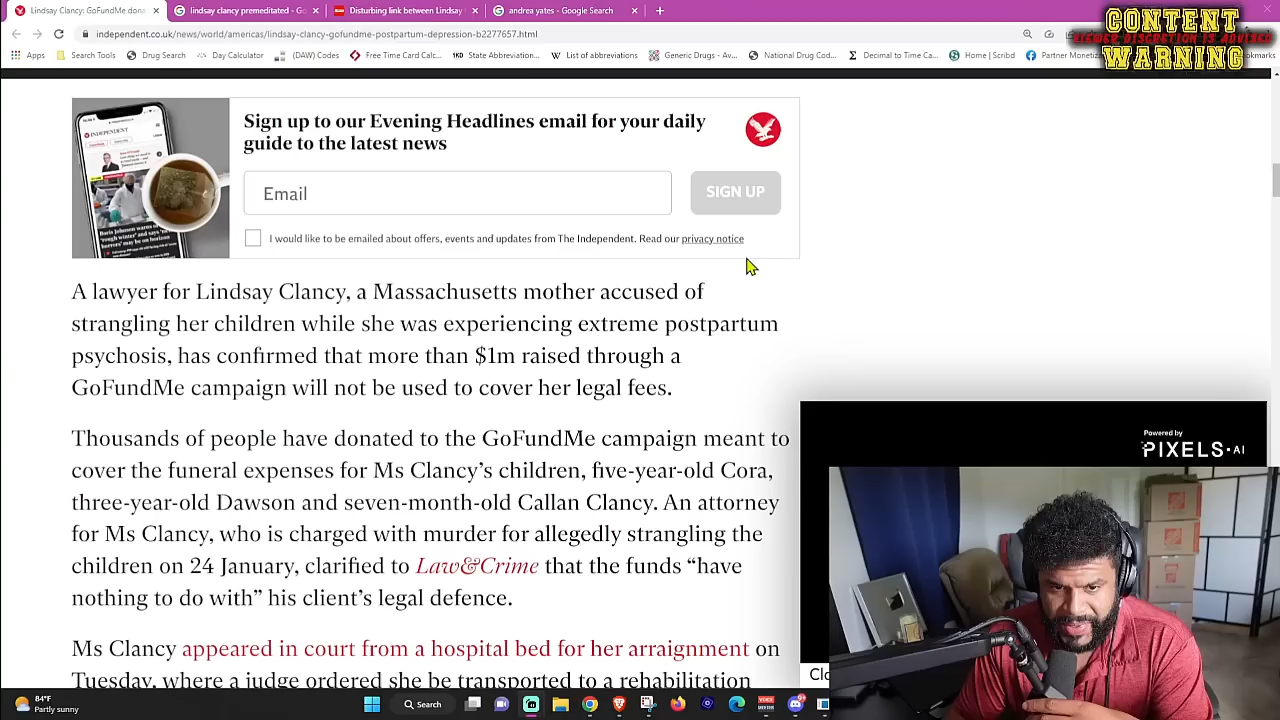 Lindsay Clancy: GoFundMe dona
lindsay clancy premeditated - Go
Disturbing link between Lindsay
andrea yates - Google Search
CONTENT
VIEWER DISCRETION IS ADVISED
WARNING
independent.co.uk/news/world/americas/lindsay-clancy-gofundme-postpartum-depression-b2277657.html
Apps
Search Tools
Drug Search
Day Calculator
(DAW) Codes
Free Time Card Calc...
State Abbreviation...
List of abbreviations
Generic Drugs - Av...
National Drug Cod...
Decimal to Time Ca...
Home | Scribd
Partner Monetiz
Sign up to our Evening Headlines email for your daily
guide to the latest news
Email
SIGN UP
I would like to be emailed about offers, events and updates from The Independent. Read our privacy notice
A lawyer for Lindsay Clancy, a Massachusetts mother accused of
strangling her children while she was experiencing extreme postpartum
psychosis, has confirmed that more than $1m raised through a
GoFundMe campaign will not be used to cover her legal fees.
Thousands of people have donated to the GoFundMe campaign meant to
cover the funeral expenses for Ms Clancy's children, five-year-old Cora,
three-year-old Dawson and seven-month-old Callan Clancy. An attorney
for Ms Clancy, who is charged with murder for allegedly strangling the
children on 24 January, clarified to Law&Crime that the funds “have
nothing to do with” his client's legal defence.
Ms Clancy appeared in court from a hospital bed for her arraignment on
Tuesday, where a judge ordered she be transported to a rehabilitation
Powered by
PIXELS·AI
Clo
84°F
Partly sunny
Search